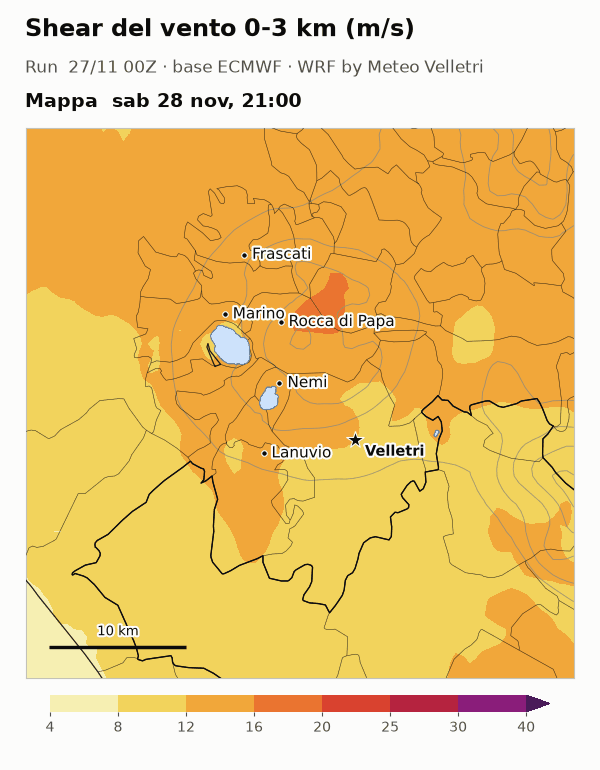 Shear del vento 0-3 km (m/s)
Run  27/11 00Z · base ECMWF · WRF by Meteo Velletri
Mappa  sab 28 nov, 21:00
Frascati
Marino
Rocca di Papa
Nemi
Velletri
Lanuvio
10 km
4 8 12 16 20 25 30 40